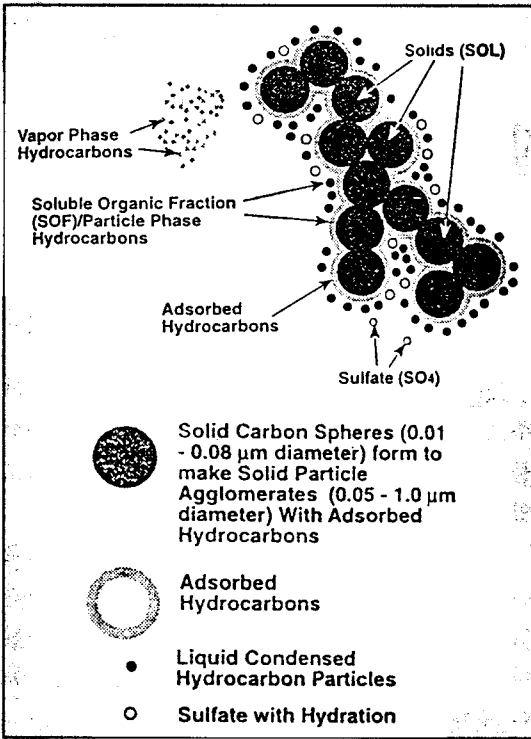 Solids (SOL)
Vapor Phase
Hydrocarbons
Soluble Organic Fraction
(SOF)/Particle Phase
Hydrocarbons
Adsorbed
Hydrocarbons
Sulfate (SO4)
Solid Carbon Spheres (0.01
- 0.08 μm diameter) form to
make Solid Particle
Agglomerates (0.05 - 1.0 μm
diameter) With Adsorbed
Hydrocarbons
Adsorbed
Hydrocarbons
Liquid Condensed
Hydrocarbon Particles
Sulfate with Hydration